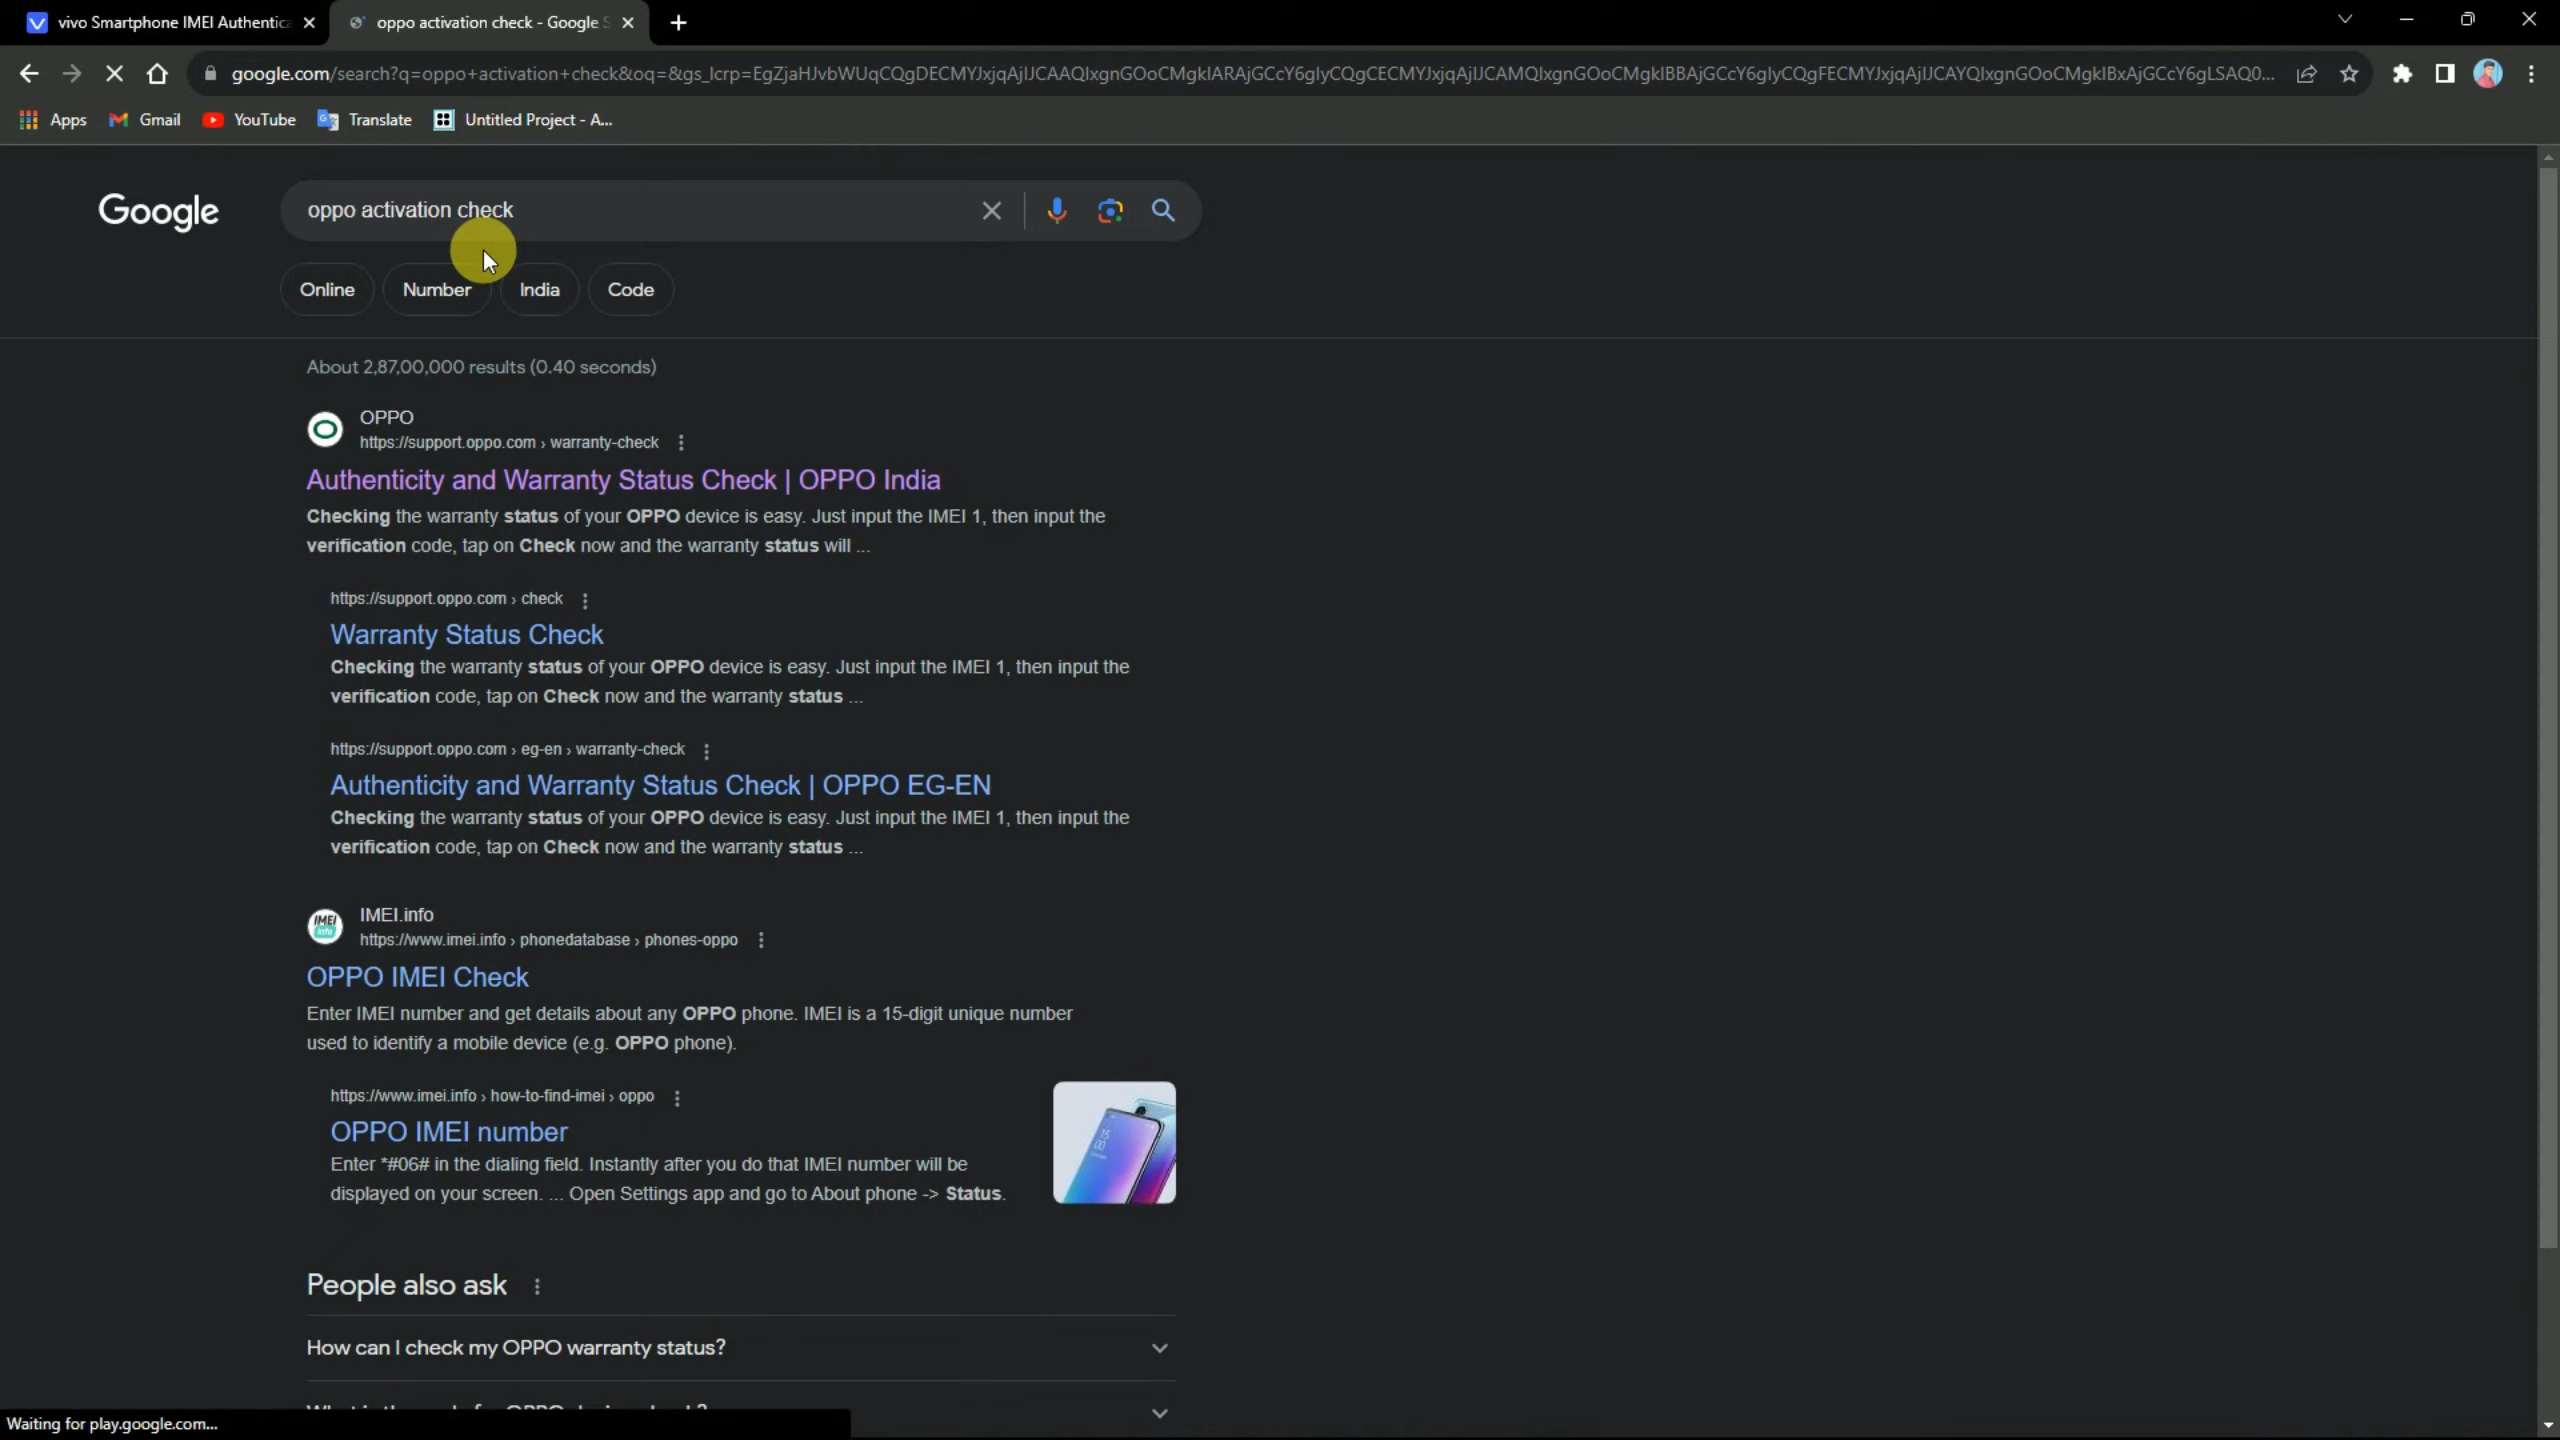 vivo Smartphone IMEI Authentica
oppo activation check - Google S
google.com/search?q=oppo+activation+check&oq=&gs_lcrp=
Apps
Gmail
YouTube
Translate
Untitled Project - A...
Google
oppo activation check
Online
Number
India
Code
About 2,87,00,000 results (0.40 seconds)
OPPO
https://support.oppo.com › warranty-check
Authenticity and Warranty Status Check | OPPO India
Checking the warranty status of your OPPO device is easy. Just input the IMEI 1, then input the
verification code, tap on Check now and the warranty status will ...
https://support.oppo.com › check
Warranty Status Check
Checking the warranty status of your OPPO device is easy. Just input the IMEI 1, then input the
verification code, tap on Check now and the warranty status ...
https://support.oppo.com › eg-en › warranty-check
Authenticity and Warranty Status Check | OPPO EG-EN
Checking the warranty status of your OPPO device is easy. Just input the IMEI 1, then input the
verification code, tap on Check now and the warranty status ...
IMEI info
IMEI.info
https://www.imei.info › phonedatabase › phones-oppo
OPPO IMEI Check
Enter IMEI number and get details about any OPPO phone. IMEI is a 15-digit unique number
used to identify a mobile device (e.g. OPPO phone).
https://www.imei.info › how-to-find-imei › oppo
OPPO IMEI number
Enter *#06# in the dialing field. Instantly after you do that IMEI number will be
displayed on your screen. ... Open Settings app and go to About phone -> Status.
People also ask
How can I check my OPPO warranty status?
Waiting for play.google.com...